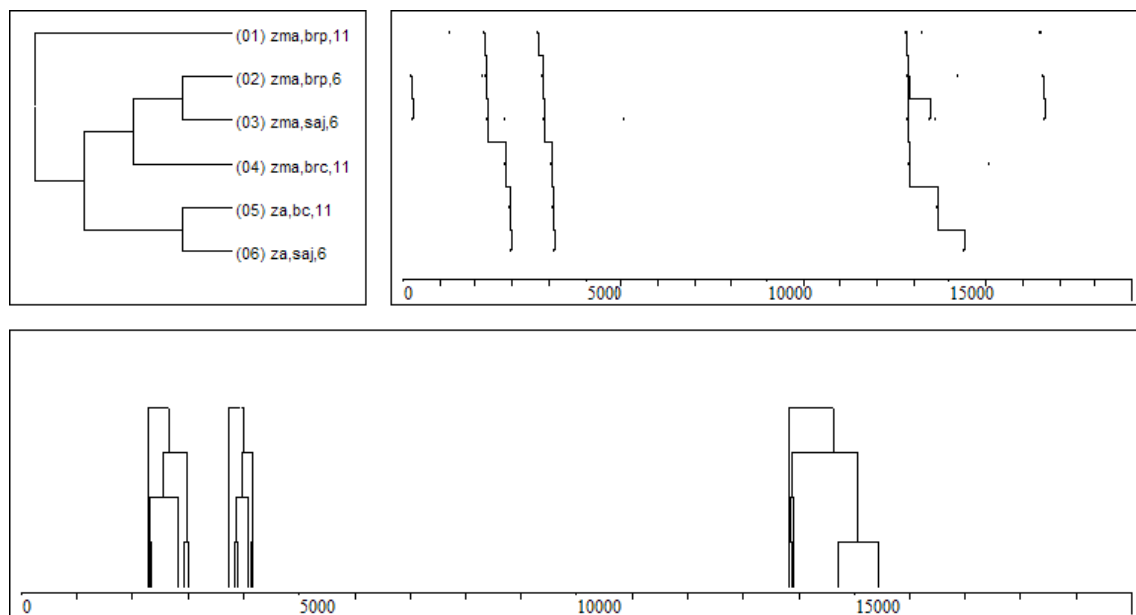 (01) zma,brp,11
(02) zma,brp,6
(03) zma,saj,6
(04) zma,brc,11
(05) za,bc,11
(06) za,saj,6
0 5000 10000 15000
0 5000 10000 15000